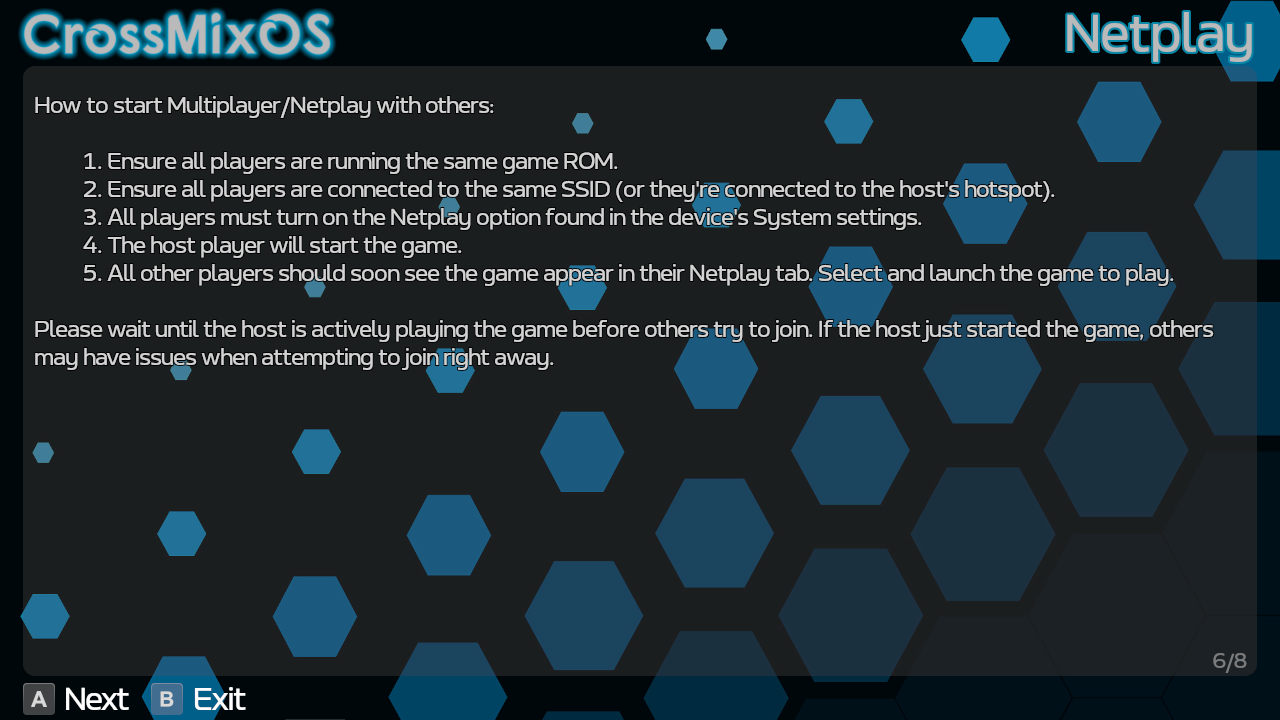 CrossMixOS
Netplay
How to start Multiplayer/Netplay with others:
1. Ensure all players are running the same game ROM.
2. Ensure all players are connected to the same SSID (or they're connected to the host's hotspot).
3. All players must turn on the Netplay option found in the device's System settings.
4. The host player will start the game.
5. All other players should soon see the game appear in their Netplay tab. Select and launch the game to play.
Please wait until the host is actively playing the game before others try to join. If the host just started the game, others
may have issues when attempting to join right away.
6/8
A Next B Exit